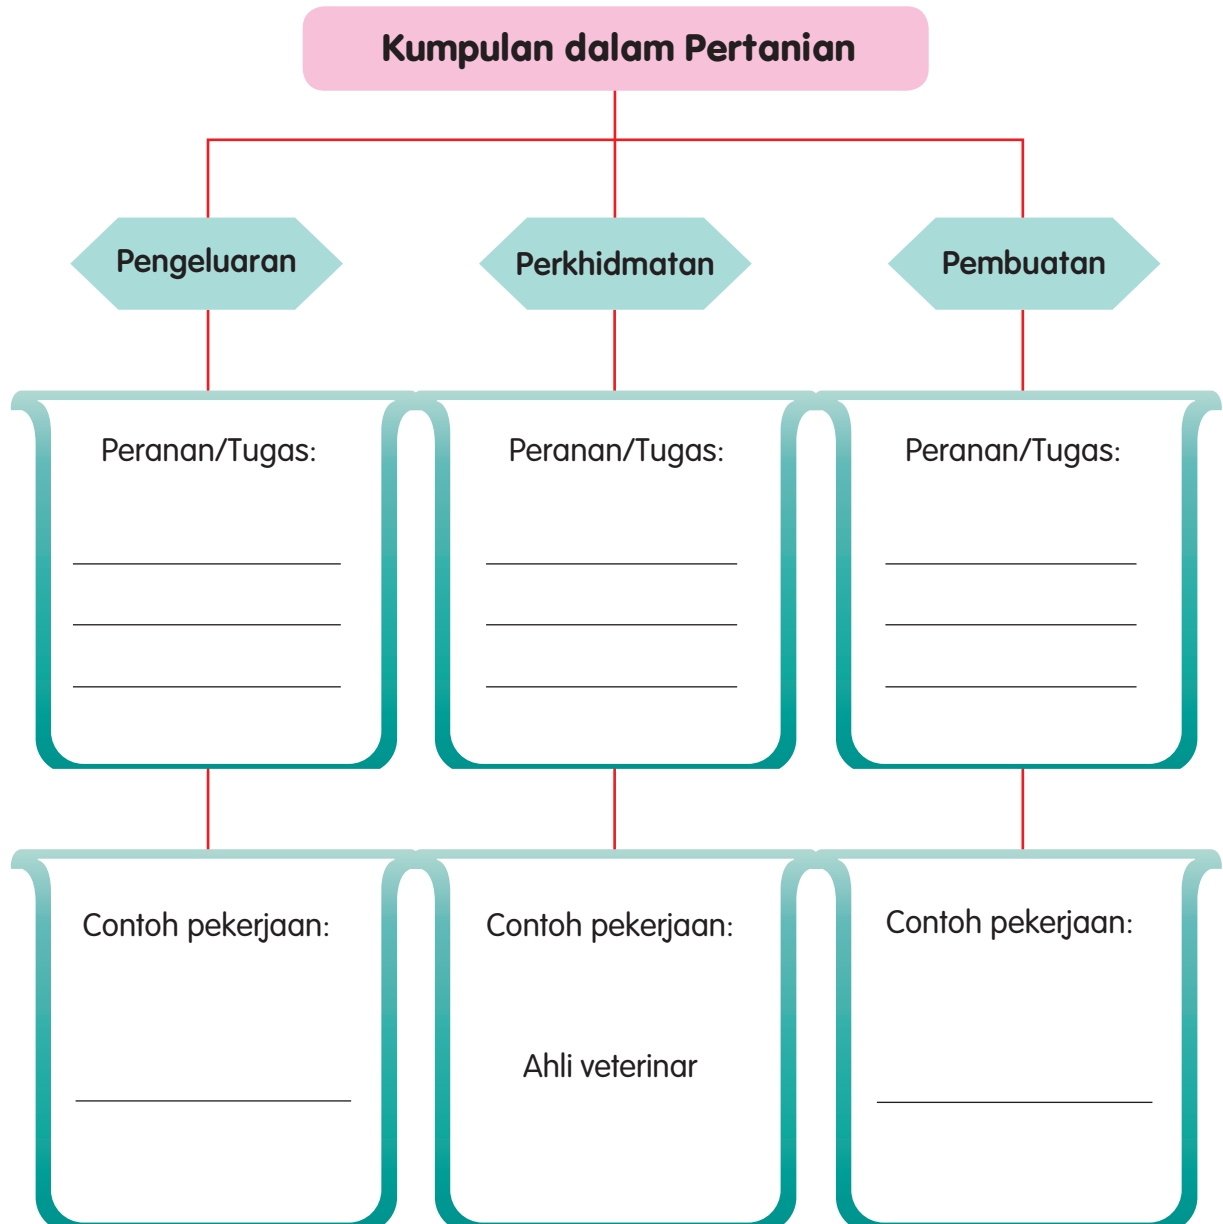 Kumpulan dalam Pertanian
Pengeluaran
Perkhidmatan
Pembuatan
Peranan/Tugas:
Peranan/Tugas:
Peranan/Tugas:
Contoh pekerjaan:
Contoh pekerjaan:
Contoh pekerjaan:
Ahli veterinar